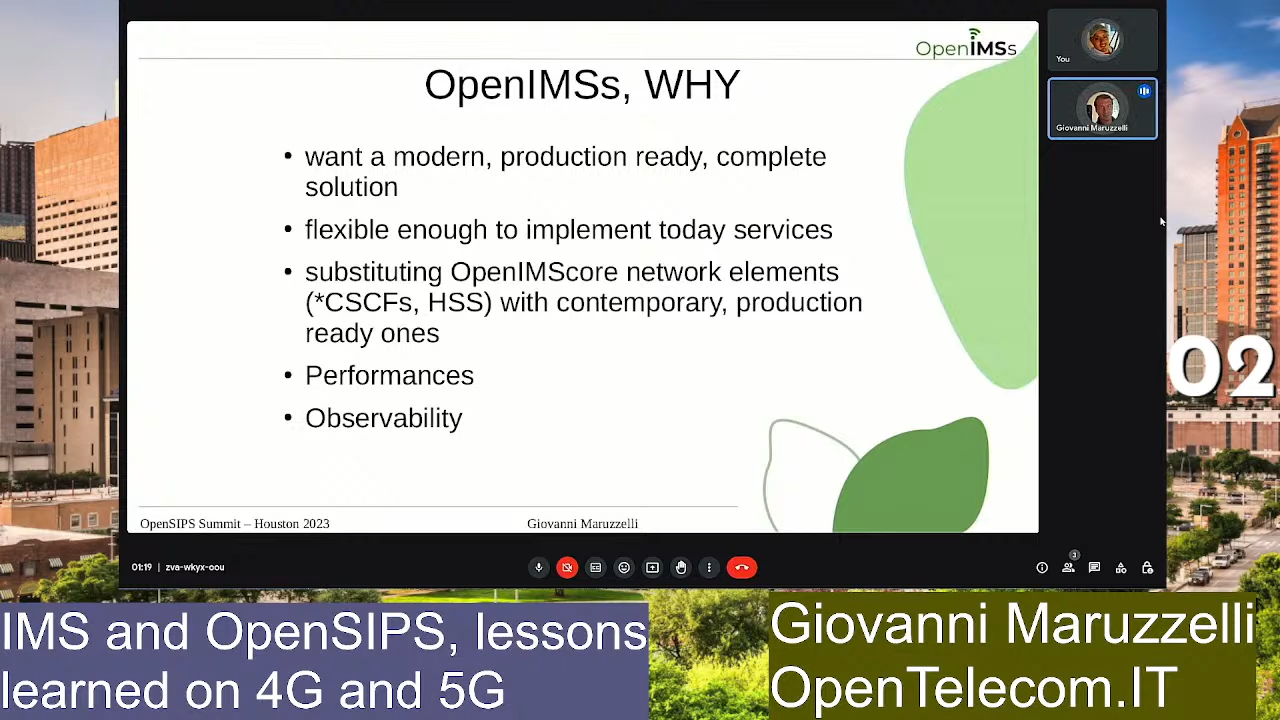 OpenIMSs
OpenIMSs, WHY
• want a modern, production ready, complete
solution
• flexible enough to implement today services
• substituting OpenIMScore network elements
(*CSCFs, HSS) with contemporary, production
ready ones
• Performances
• Observability
OpenSIPS Summit – Houston 2023
Giovanni Maruzzelli
You
Giovanni Maruzzelli
02
01:19 | zva-wkyx-oou
3
IMS and OpenSIPS, lessons
learned on 4G and 5G
Giovanni Maruzzelli
OpenTelecom.IT